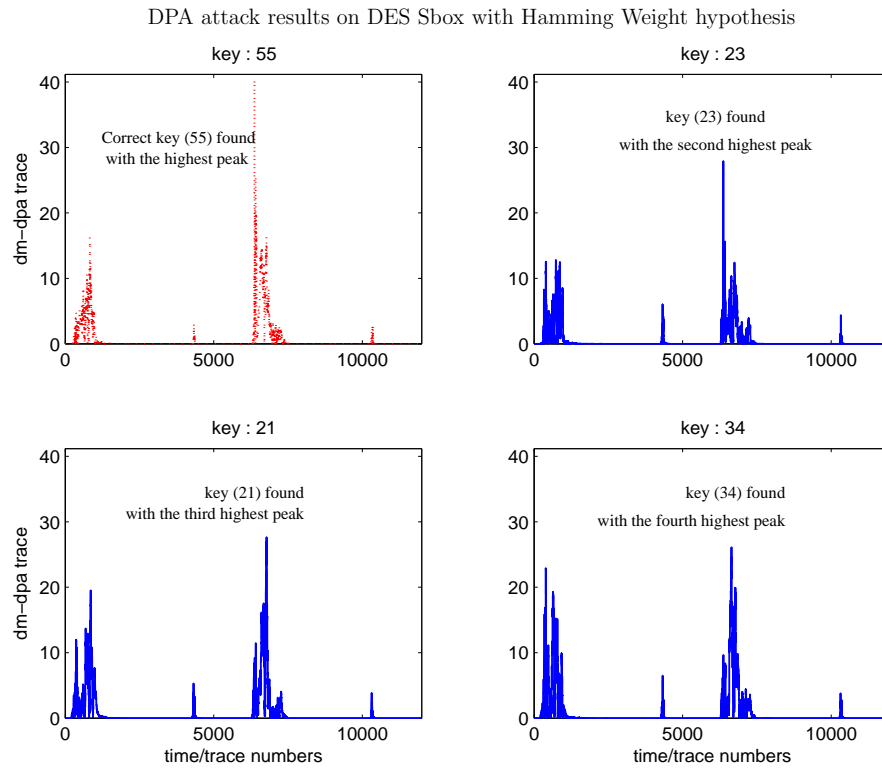 DPA attack results on DES Sbox with Hamming Weight hypothesis
key : 55
dm−dpa trace
40
30
20
10
0
Correct key (55) found
with the highest peak
0 5000 10000
key : 23
40
30
20
10
0
key (23) found
with the second highest peak
0 5000 10000
key : 21
dm−dpa trace
40
30
20
10
0
key (21) found
with the third highest peak
0 5000 10000
time/trace numbers
key : 34
40
30
20
10
0
key (34) found
with the fourth highest peak
0 5000 10000
time/trace numbers